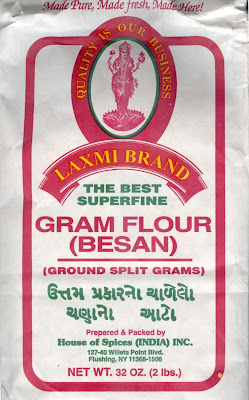 Made Pure, Made fresh, Made Here!
QUALITY IS OUR BUSINESS
LAXMI BRAND
THE BEST
SUPERFINE
GRAM FLOUR
(BESAN)
(GROUND SPLIT GRAMS)
ઉત્તમ પ્રકારનો ચાળેલો
ચણાનો આટો
Prepared & Packed by
House of Spices (INDIA) INC.
127-40 Willets Point Blvd.
Flushing, NY 11368-1506
NET WT. 32 OZ. (2 lbs.)